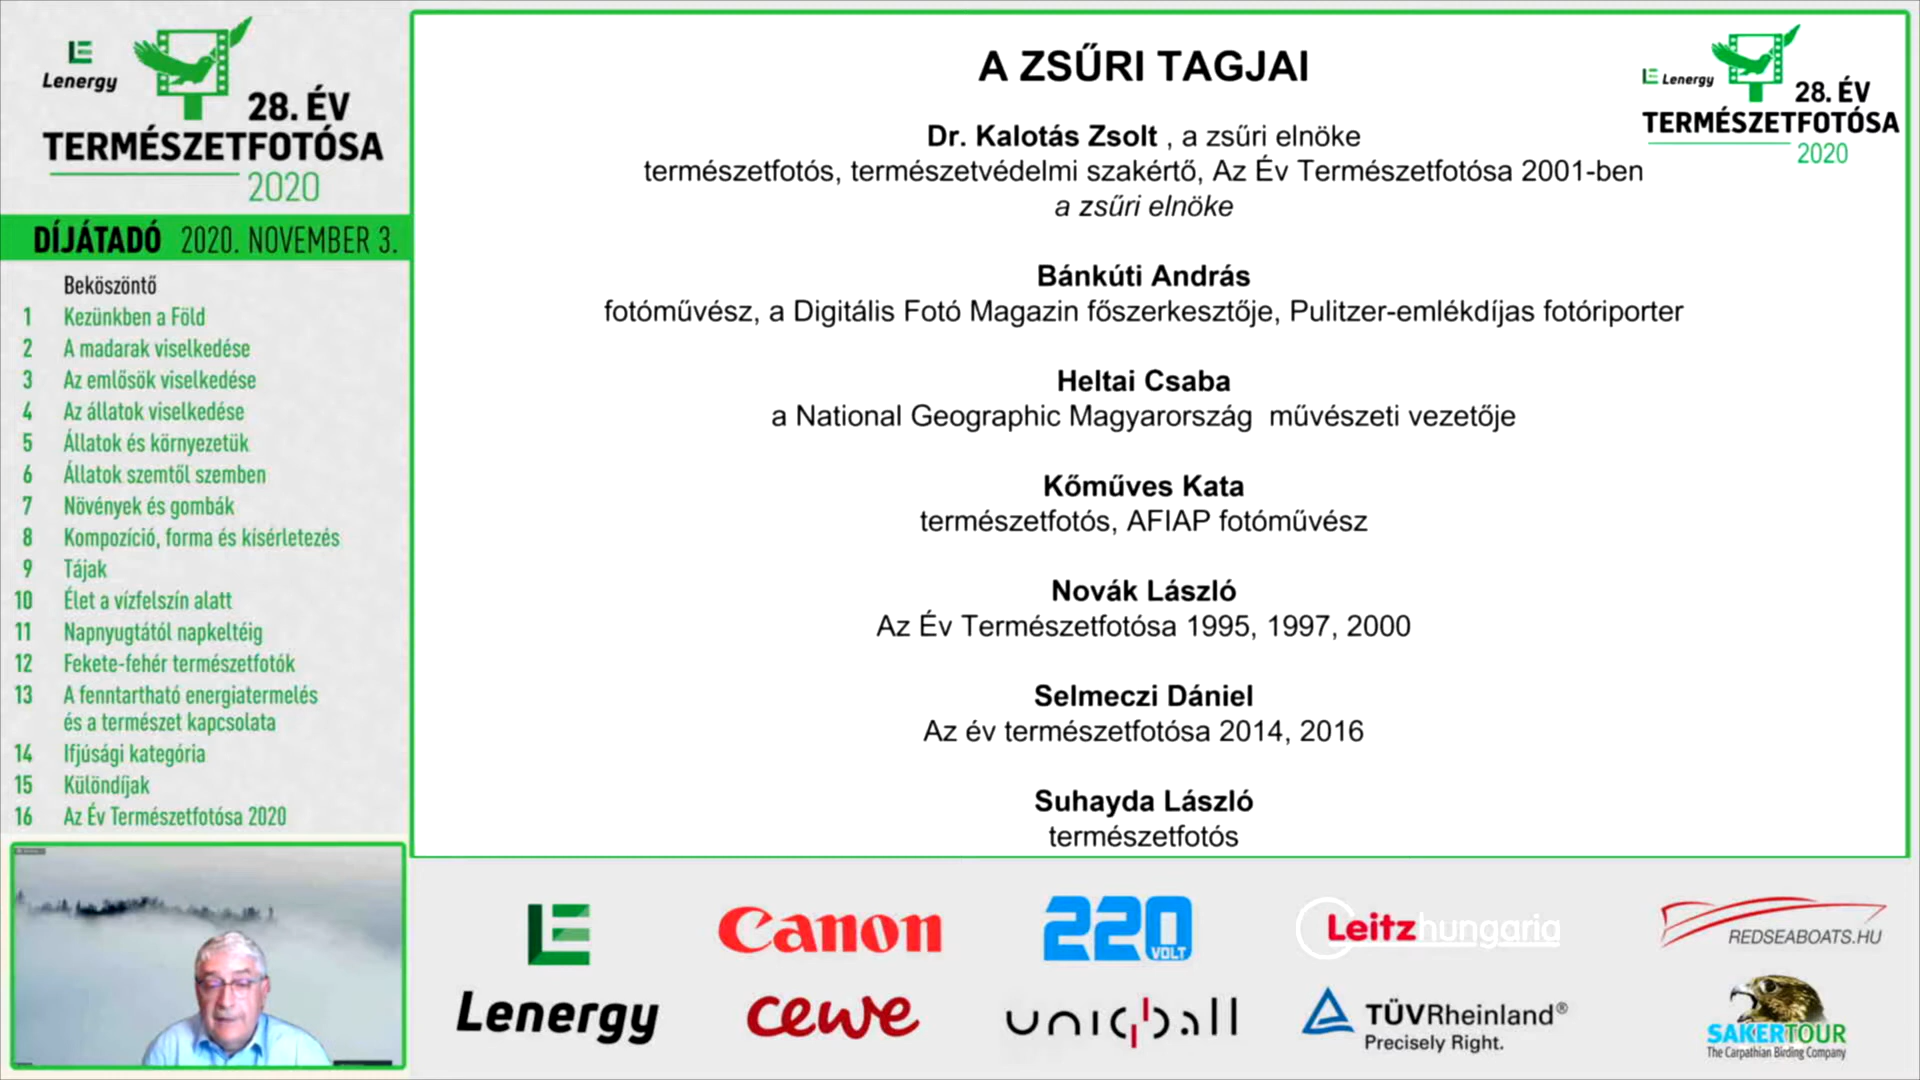 Lenergy
28. ÉV
TERMÉSZETFOTÓSA
2020
DÍJÁTADÓ 2020. NOVEMBER 3.
Beköszöntő
1 Kezünkben a Föld
2 A madarak viselkedése
3 Az emlősök viselkedése
4 Az állatok viselkedése
5 Állatok és környezetük
6 Állatok szemtől szemben
7 Növények és gombák
8 Kompozíció, forma és kísérletezés
9 Tájak
10 Élet a vízfelszín alatt
11 Napnyugtától napkeltéig
12 Fekete-fehér természetfotók
13 A fenntartható energiatermelés
és a természet kapcsolata
14 Ifjúsági kategória
15 Különdíjak
16 Az Év Természetfotósa 2020
A ZSŰRI TAGJAI
Dr. Kalotás Zsolt , a zsűri elnöke
természetfotós, természetvédelmi szakértő, Az Év Természetfotósa 2001-ben
a zsűri elnöke
Bánkúti András
fotóművész, a Digitális Fotó Magazin főszerkesztője, Pulitzer-emlékdíjas fotóriporter
Heltai Csaba
a National Geographic Magyarország művészeti vezetője
Kőműves Kata
természetfotós, AFIAP fotóművész
Novák László
Az Év Természetfotósa 1995, 1997, 2000
Selmeczi Dániel
Az év természetfotósa 2014, 2016
Suhayda László
természetfotós
Lenergy
28. ÉV
TERMÉSZETFOTÓSA
2020
Canon
220
VOLT
Leitz hungaria
REDSEABOATS.HU
Lenergy
cewe
uniqball
TÜVRheinland®
Precisely Right.
SAKERTOUR
The Carpathian Birding Company